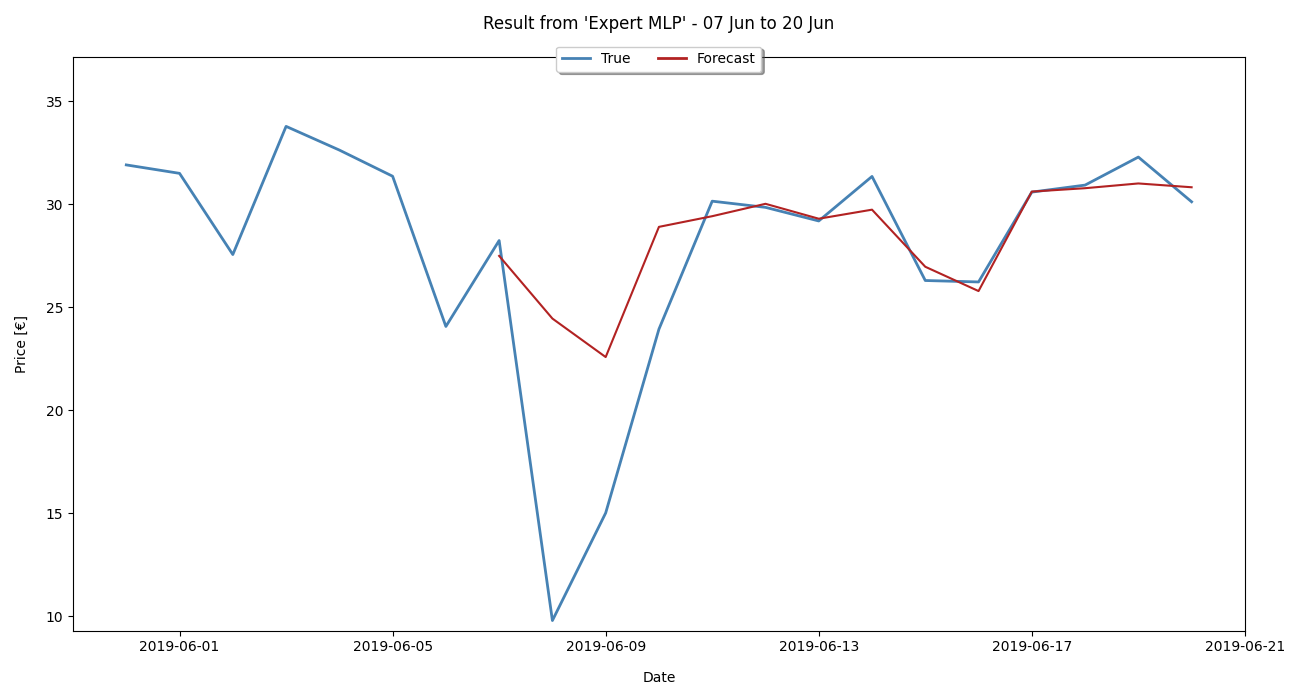 Result from 'Expert MLP' - 07 Jun to 20 Jun
True Forecast
35
30
25
20
15
10
Price [€]
2019-06-01 2019-06-05 2019-06-09 2019-06-13 2019-06-17 2019-06-21
Date